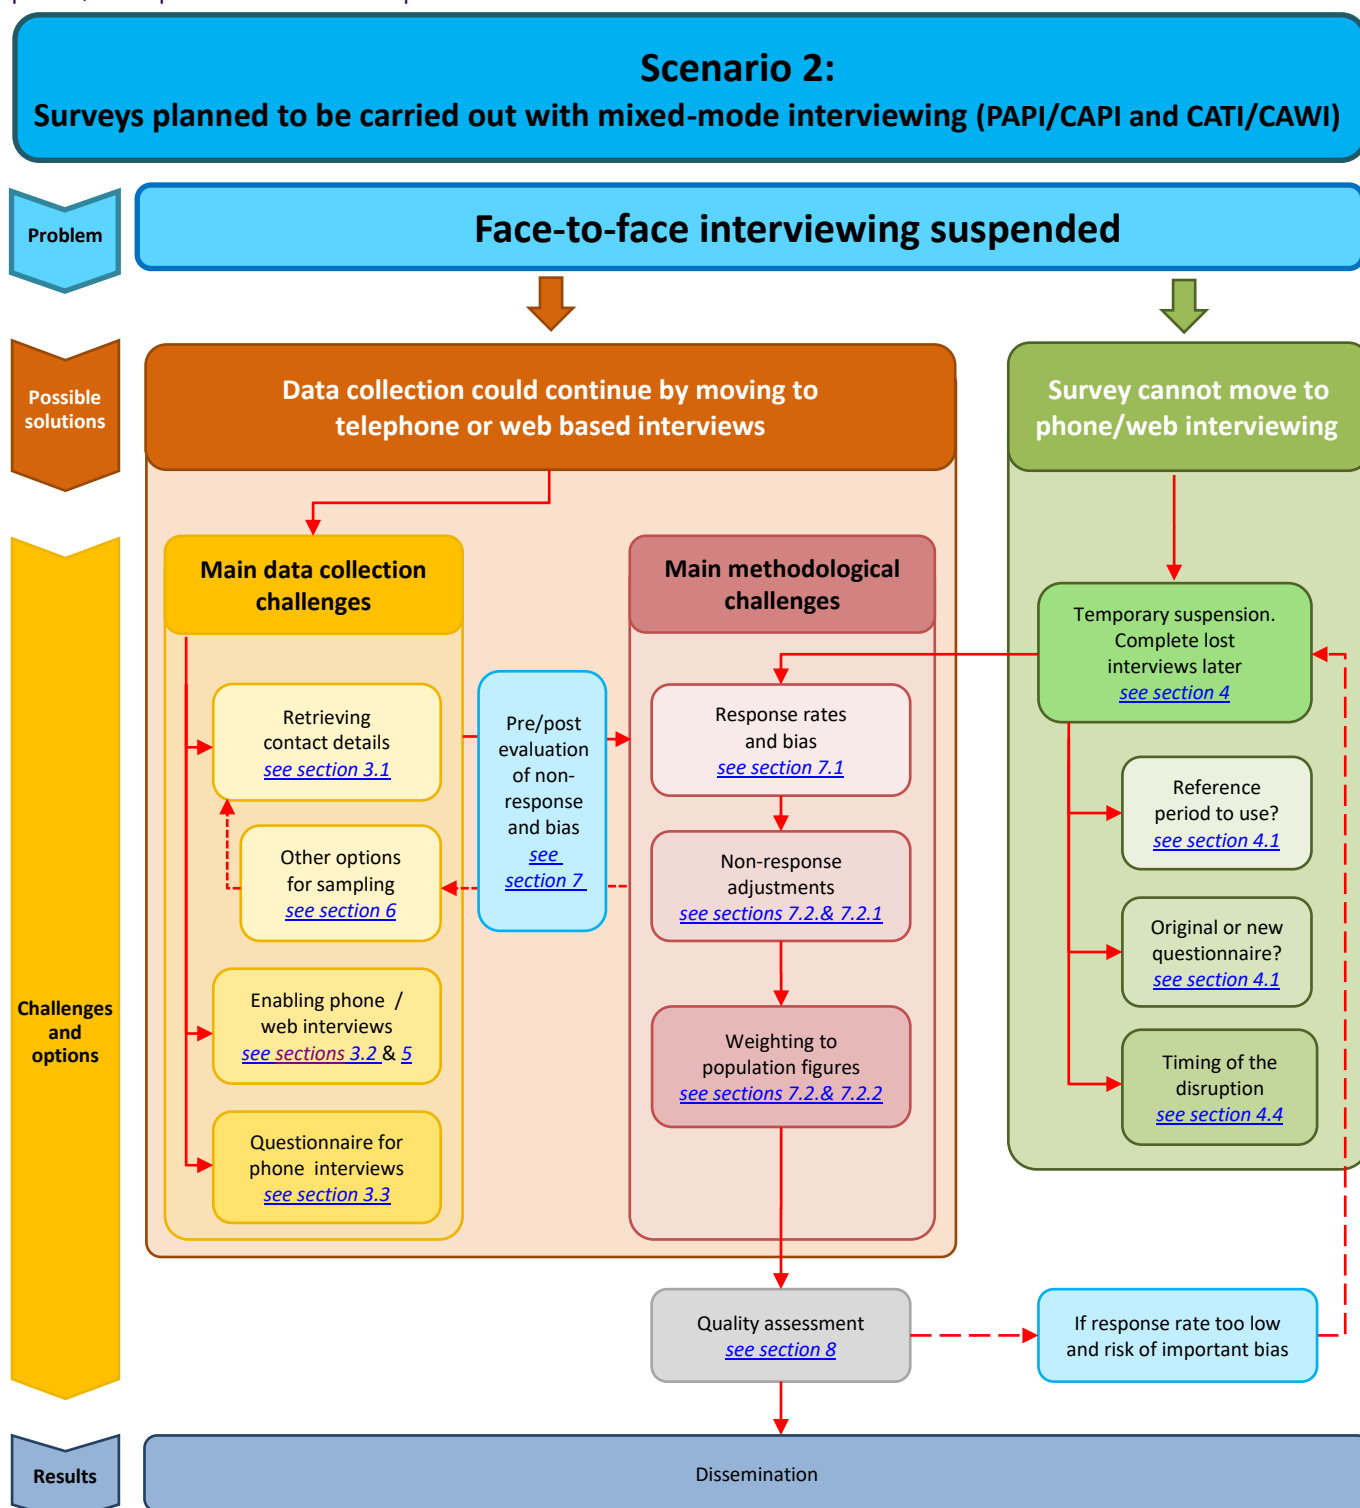 Scenario 2:
Surveys planned to be carried out with mixed-mode interviewing (PAPI/CAPI and CATI/CAWI)
Problem
Face-to-face interviewing suspended
Possible
solutions
Data collection could continue by moving to
telephone or web based interviews
Survey cannot move to
phone/web interviewing
Challenges
and
options
Main data collection
challenges
Retrieving
contact details
see section 3.1
Other options
for sampling
see section 6
Enabling phone /
web interviews
see sections 3.2 & 5
Questionnaire for
phone interviews
see section 3.3
Pre/post
evaluation
of non-
response
and bias
see
section 7
Main methodological
challenges
Response rates
and bias
see section 7.1
Non-response
adjustments
see sections 7.2.& 7.2.1
Weighting to
population figures
see sections 7.2.& 7.2.2
Temporary suspension.
Complete lost
interviews later
see section 4
Reference
period to use?
see section 4.1
Original or new
questionnaire?
see section 4.1
Timing of the
disruption
see section 4.4
Quality assessment
see section 8
If response rate too low
and risk of important bias
Results
Dissemination